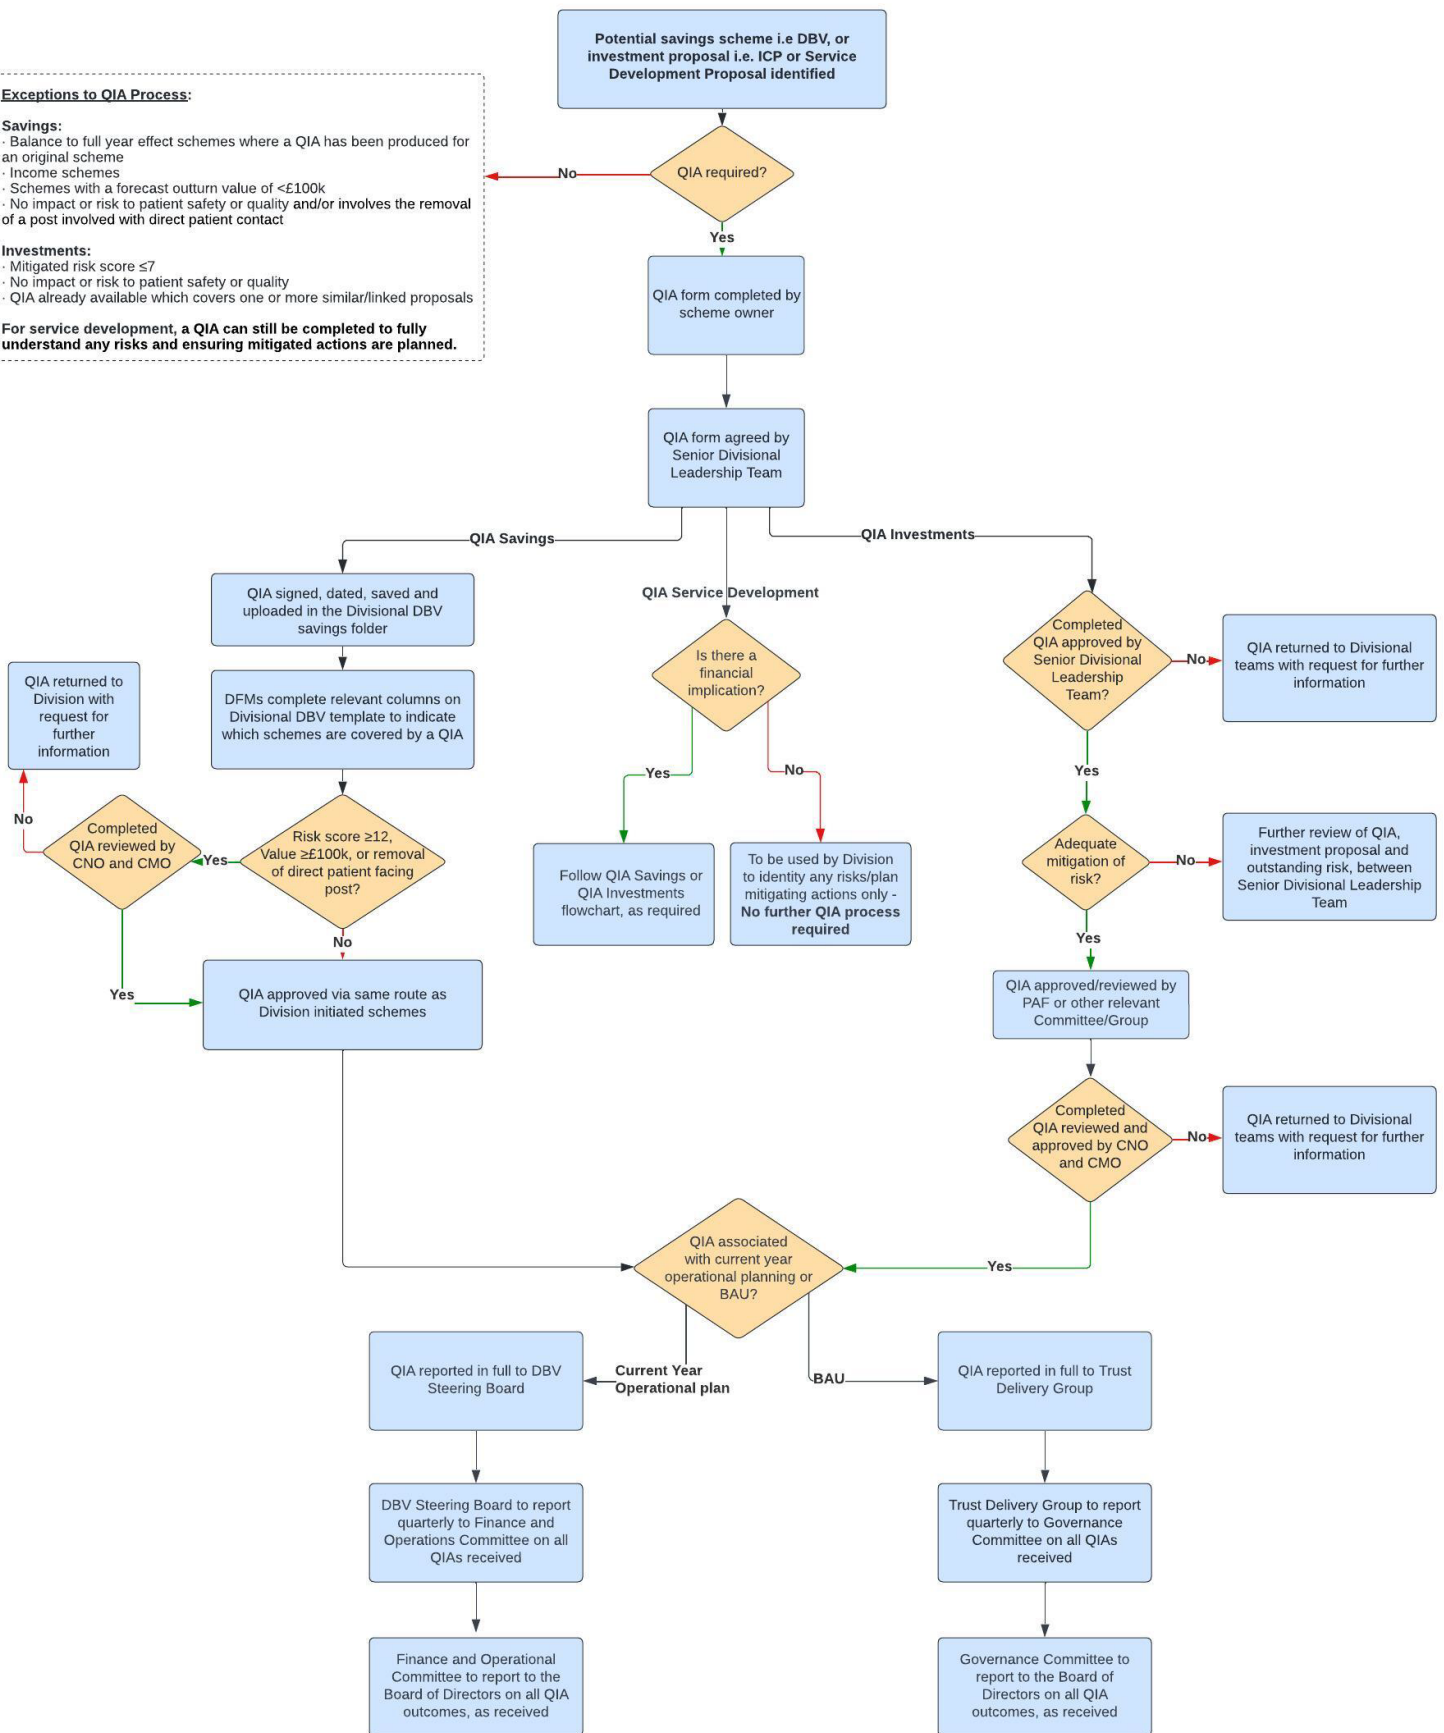 Potential savings scheme i.e DBV, or
investment proposal i.e. ICP or Service
Development Proposal identified
Exceptions to QIA Process:
Savings:
· Balance to full year effect schemes where a QIA has been produced for
an original scheme
· Income schemes
· Schemes with a forecast outturn value of <£100k
· No impact or risk to patient safety or quality and/or involves the removal
of a post involved with direct patient contact
Investments:
· Mitigated risk score ≤7
· No impact or risk to patient safety or quality
· QIA already available which covers one or more similar/linked proposals
For service development, a QIA can still be completed to fully
understand any risks and ensuring mitigated actions are planned.
No
QIA required?
Yes
QIA form completed by
scheme owner
QIA form agreed by
Senior Divisional
Leadership Team
QIA Savings
QIA Service Development
QIA Investments
QIA signed, dated, saved and
uploaded in the Divisional DBV
savings folder
DFMs complete relevant columns on
Divisional DBV template to indicate
which schemes are covered by a QIA
QIA returned to
Division with
request for
further
information
No
Completed
QIA reviewed by
CNO and CMO
Yes
Risk score ≥12,
Value ≥£100k, or removal
of direct patient facing
post?
No
Yes
QIA approved via same route as
Division initiated schemes
Is there a
financial
implication?
Yes
No
Follow QIA Savings or
QIA Investments
flowchart, as required
To be used by Division
to identity any risks/plan
mitigating actions only -
No further QIA process
required
Completed
QIA approved by
Senior Divisional
Leadership
Team?
No
QIA returned to Divisional
teams with request for further
information
Yes
Adequate
mitigation of
risk?
No
Further review of QIA,
investment proposal and
outstanding risk, between
Senior Divisional Leadership
Team
Yes
QIA approved/reviewed by
PAF or other relevant
Committee/Group
Completed
QIA reviewed and
approved by CNO
and CMO
No
QIA returned to Divisional
teams with request for further
information
Yes
QIA associated
with current year
operational planning or
BAU?
Current Year
Operational plan
BAU
QIA reported in full to DBV
Steering Board
QIA reported in full to Trust
Delivery Group
DBV Steering Board to report
quarterly to Finance and
Operations Committee on all
QIAs received
Trust Delivery Group to report
quarterly to Governance
Committee on all QIAs
received
Finance and Operational
Committee to report to the
Board of Directors on all QIA
outcomes, as received
Governance Committee to
report to the Board of
Directors on all QIA
outcomes, as received